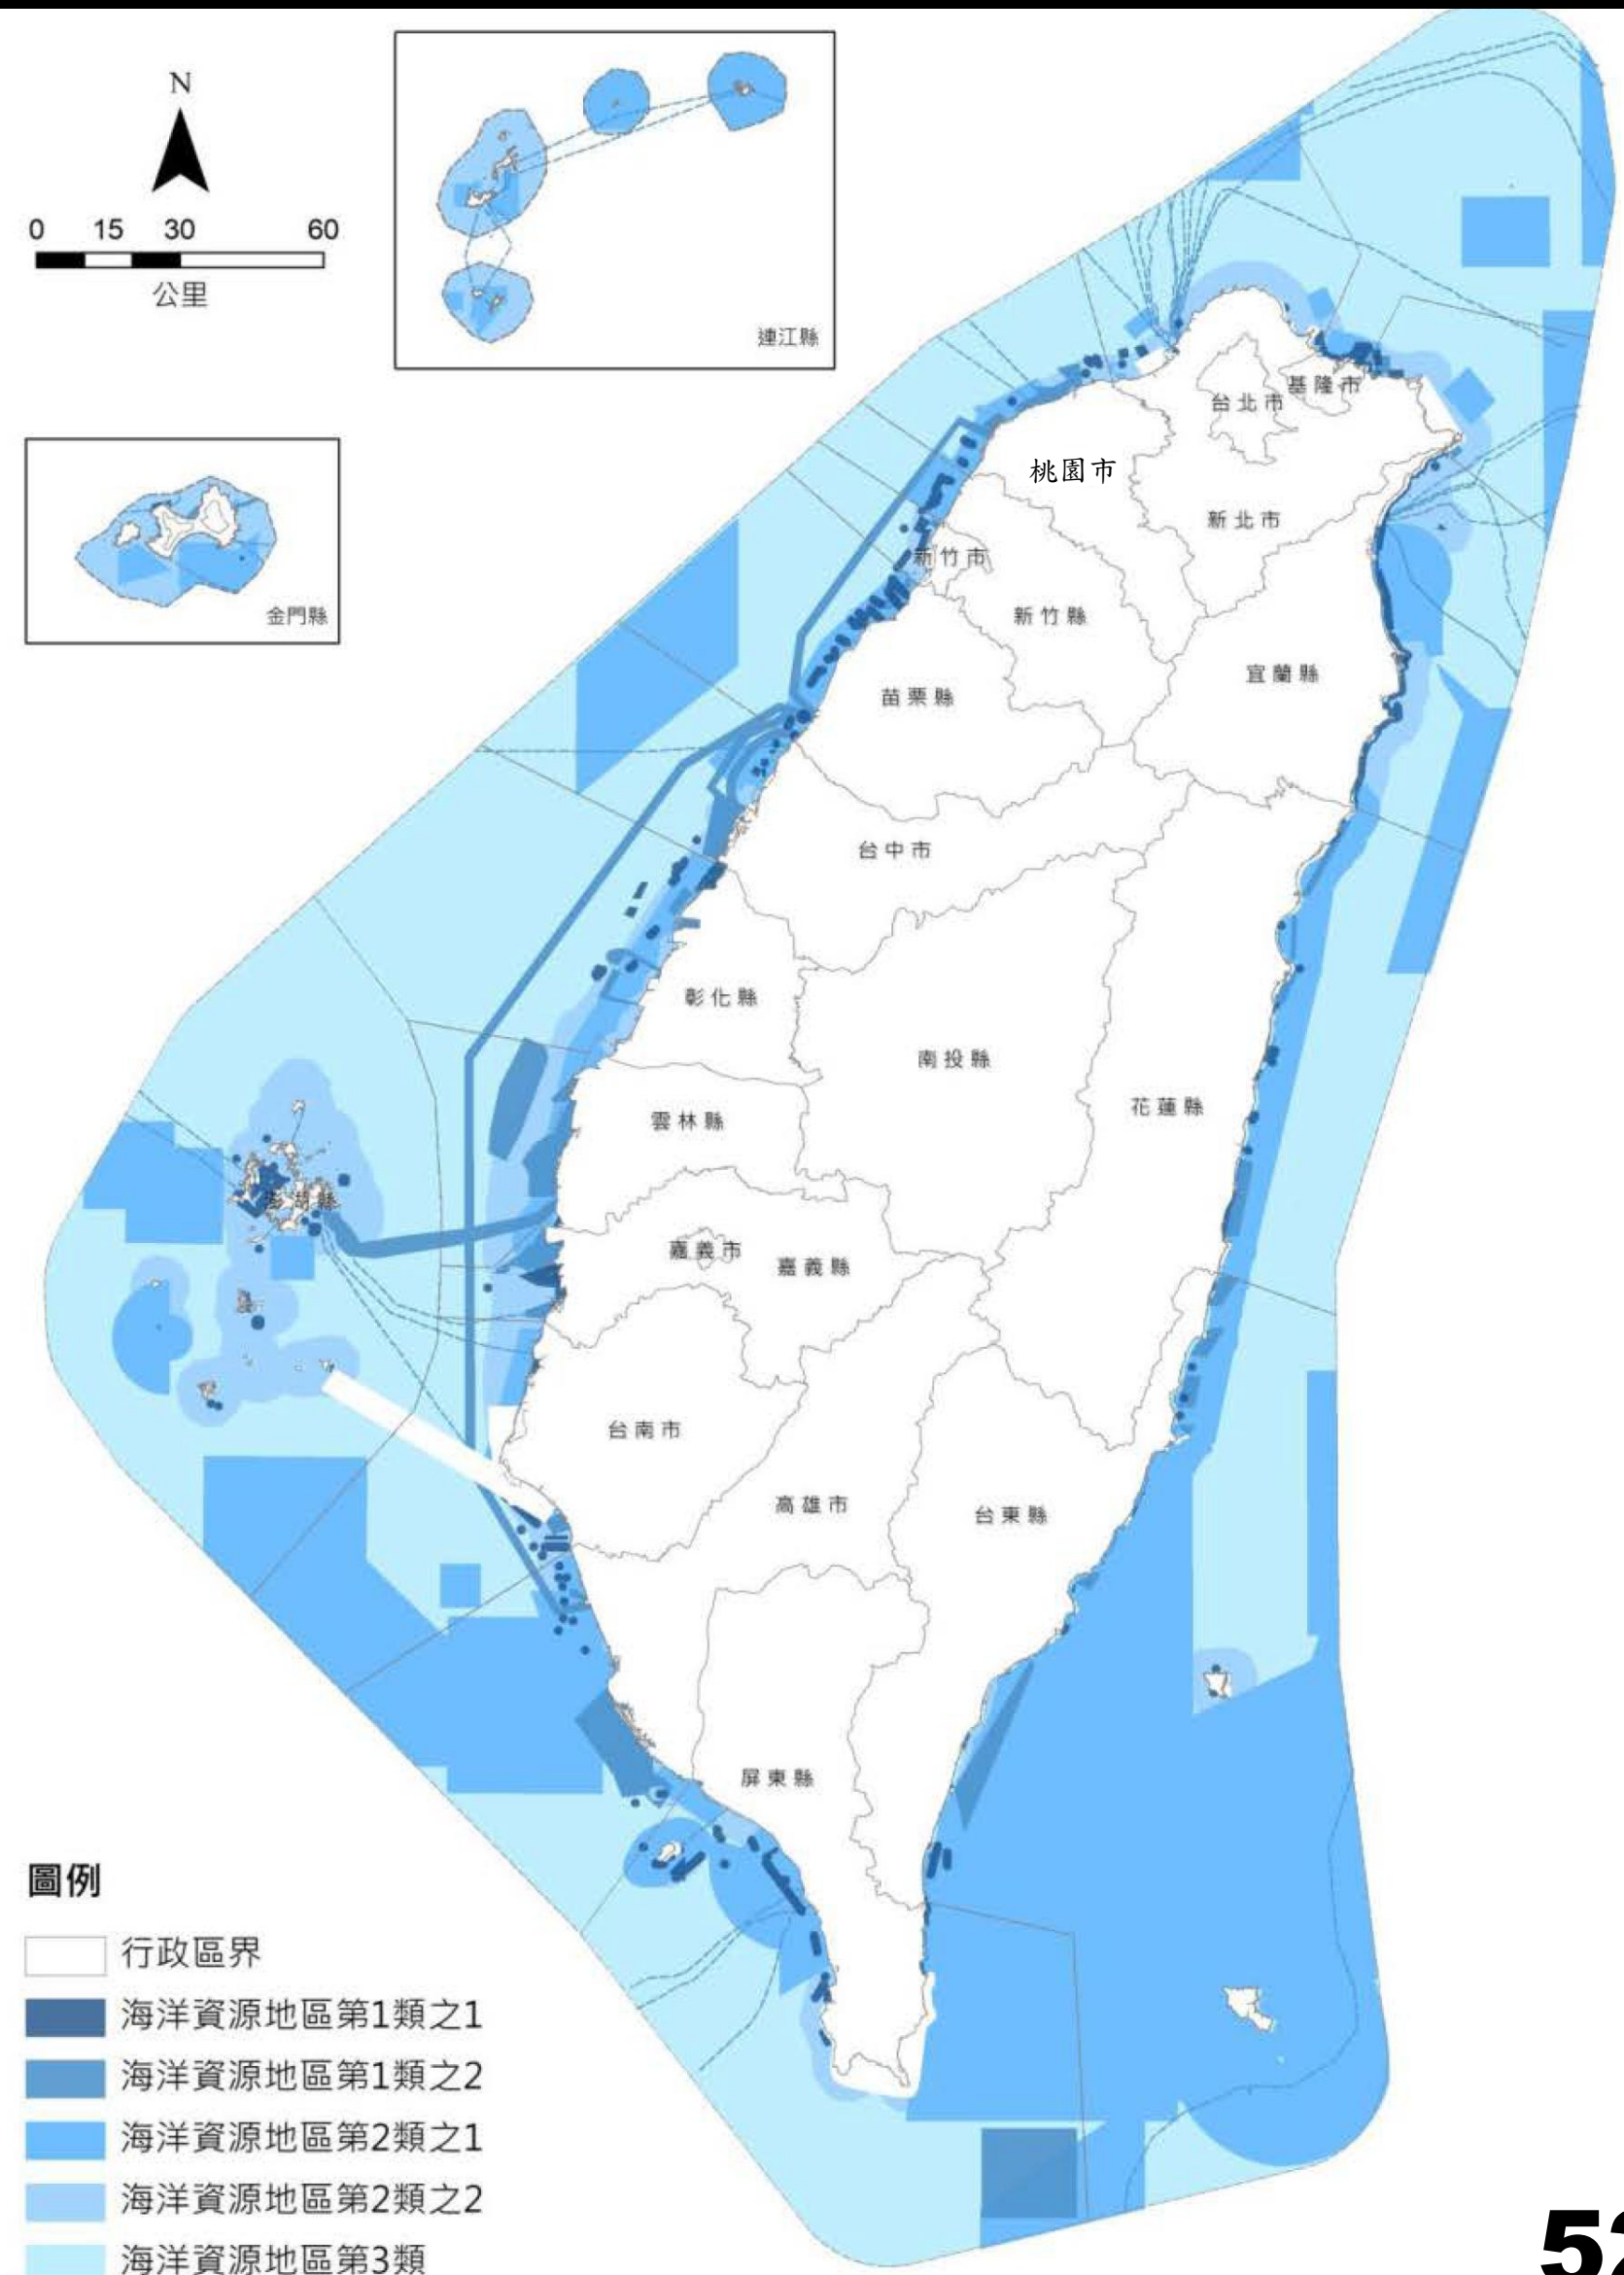 N
0 15 30 60
公里
連江縣
金門縣
基隆市
台北市
桃園市
新北市
新竹市
新竹縣
宜蘭縣
苗栗縣
台中市
彰化縣
南投縣
花蓮縣
雲林縣
澎湖縣
嘉義市
嘉義縣
台南市
高雄市
台東縣
屏東縣
圖例
行政區界
海洋資源地區第1類之1
海洋資源地區第1類之2
海洋資源地區第2類之1
海洋資源地區第2類之2
海洋資源地區第3類